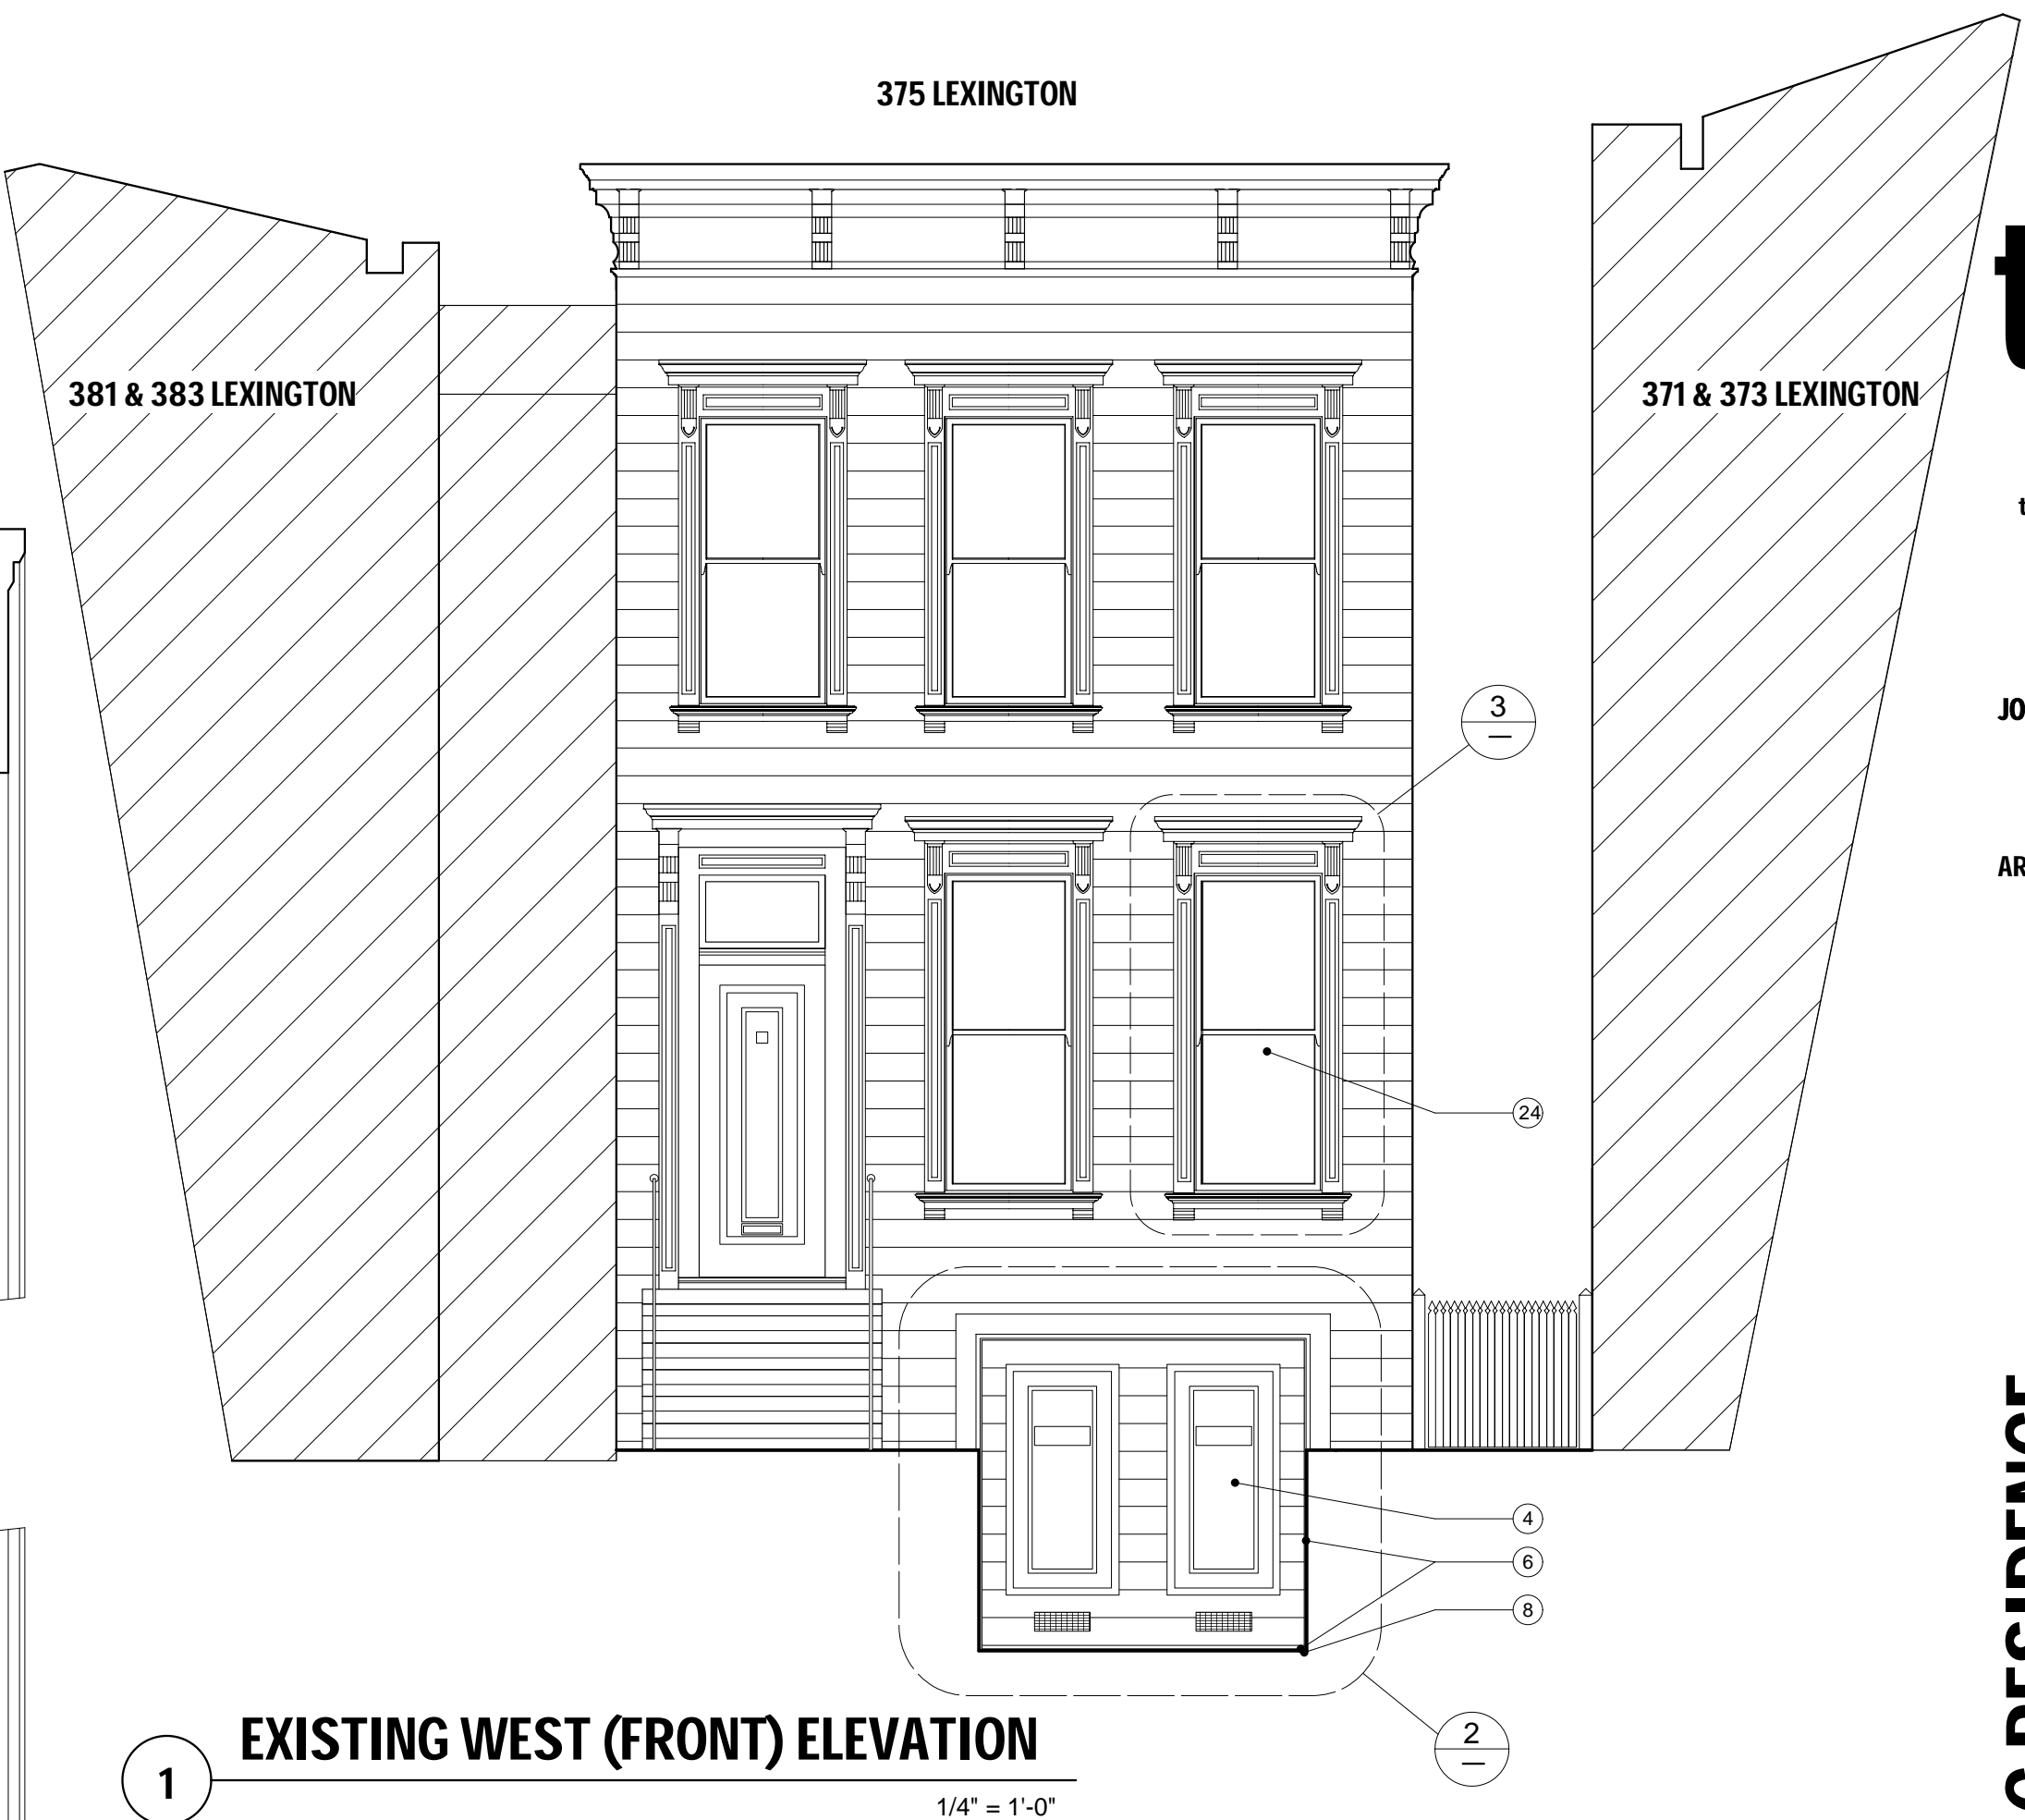 375 LEXINGTON
381 & 383 LEXINGTON
371 & 373 LEXINGTON
3
24
4
6
8
2
1
EXISTING WEST (FRONT) ELEVATION
1/4" = 1'-0"
t
t
JO
AR
RESIDENCE